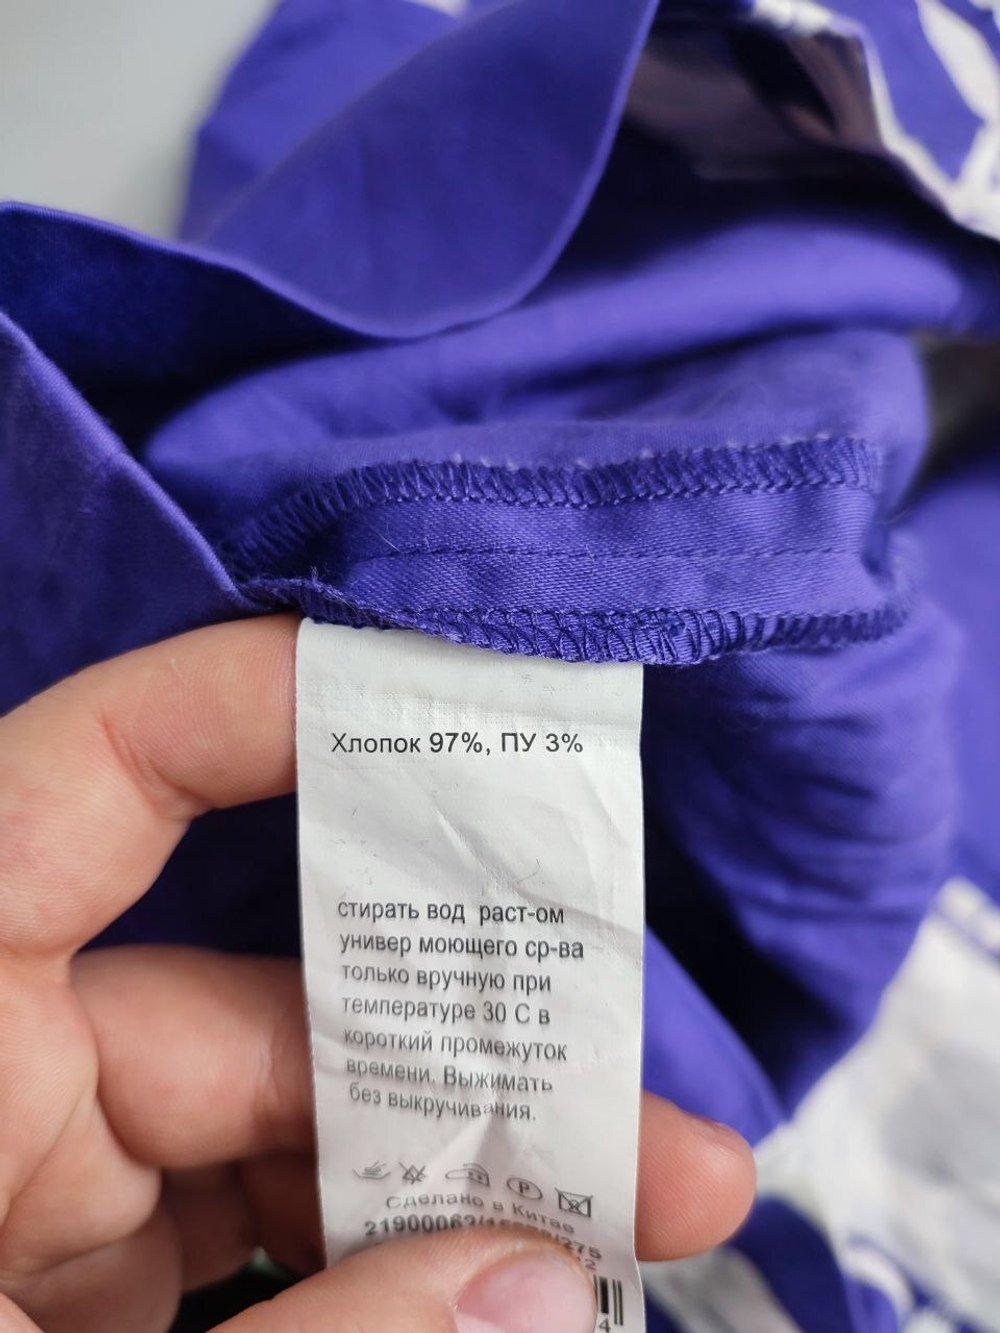 Хлопок 97%, ПУ 3%
стирать вод раст-ом
универ моющего ср-ва
только вручную при
температуре 30 С в
короткий промежуток
времени. Выжимать
без выкручивания.
P
Сделано в Китае